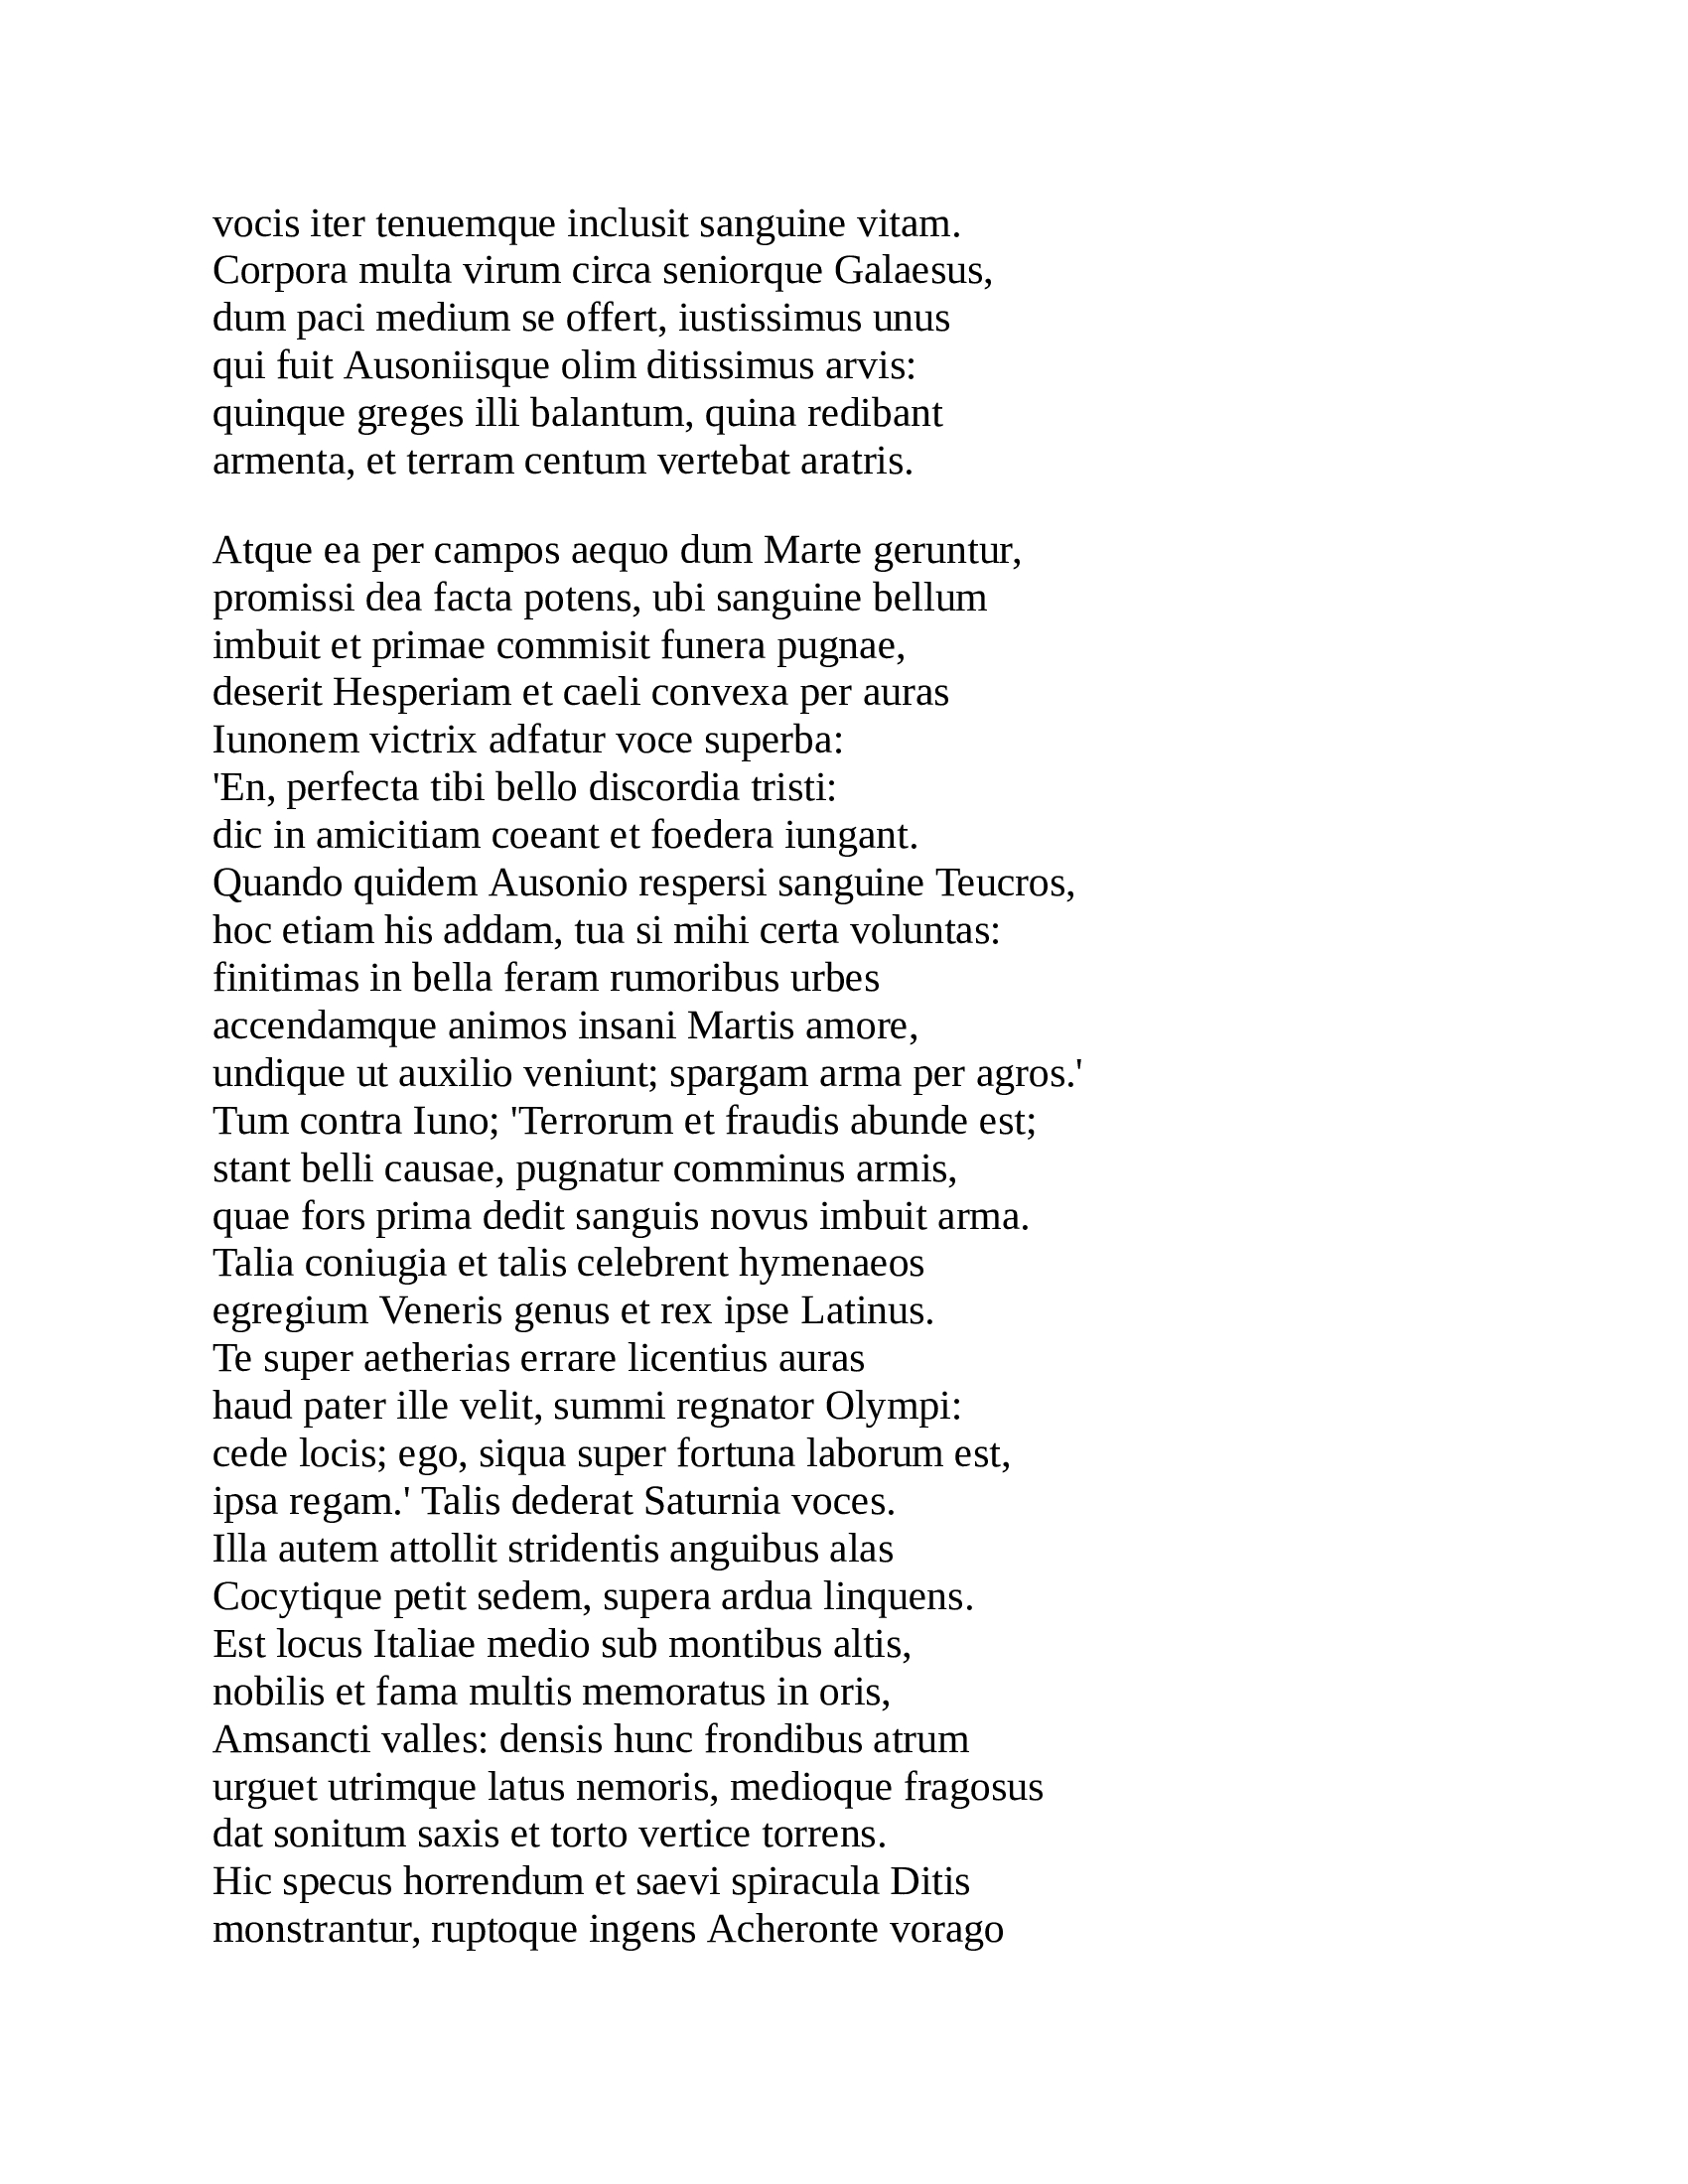 vocis iter tenuemque inclusit sanguine vitam.
Corpora multa virum circa seniorque Galaesus,
dum paci medium se offert, iustissimus unus
qui fuit Ausoniisque olim ditissimus arvis:
quinque greges illi balantum, quina redibant
armenta, et terram centum vertebat aratris.

Atque ea per campos aequo dum Marte geruntur,
promissi dea facta potens, ubi sanguine bellum
imbuit et primae commisit funera pugnae,
deserit Hesperiam et caeli convexa per auras
Iunonem victrix adfatur voce superba:
'En, perfecta tibi bello discordia tristi:
dic in amicitiam coeant et foedera iungant.
Quando quidem Ausonio respersi sanguine Teucros,
hoc etiam his addam, tua si mihi certa voluntas:
finitimas in bella feram rumoribus urbes
accendamque animos insani Martis amore,
undique ut auxilio veniunt; spargam arma per agros.'
Tum contra Iuno; 'Terrorum et fraudis abunde est;
stant belli causae, pugnatur comminus armis,
quae fors prima dedit sanguis novus imbuit arma.
Talia coniugia et talis celebrent hymenaeos
egregium Veneris genus et rex ipse Latinus.
Te super aetherias errare licentius auras
haud pater ille velit, summi regnator Olympi:
cede locis; ego, siqua super fortuna laborum est,
ipsa regam.' Talis dederat Saturnia voces.
Illa autem attollit stridentis anguibus alas
Cocytique petit sedem, supera ardua linquens.
Est locus Italiae medio sub montibus altis,
nobilis et fama multis memoratus in oris,
Amsancti valles: densis hunc frondibus atrum
urguet utrimque latus nemoris, medioque fragosus
dat sonitum saxis et torto vertice torrens.
Hic specus horrendum et saevi spiracula Ditis
monstrantur, ruptoque ingens Acheronte vorago